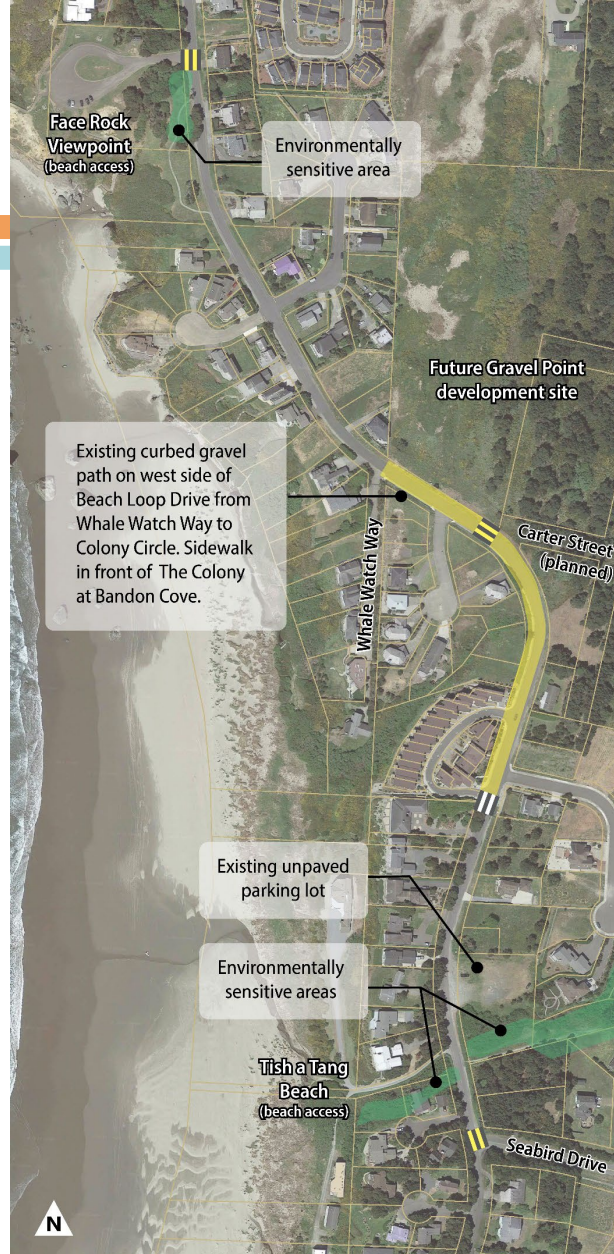 Face Rock
Viewpoint
(beach access)
Environmentally
sensitive area
Future Gravel Point
development site
Existing curbed gravel
path on west side of
Beach Loop Drive from
Whale Watch Way to
Colony Circle. Sidewalk
in front of The Colony
at Bandon Cove.
Whale Watch Way
Carter Street
(planned)
Existing unpaved
parking lot
Environmentally
sensitive areas
Tish a Tang
Beach
(beach access)
Seabird Drive
N